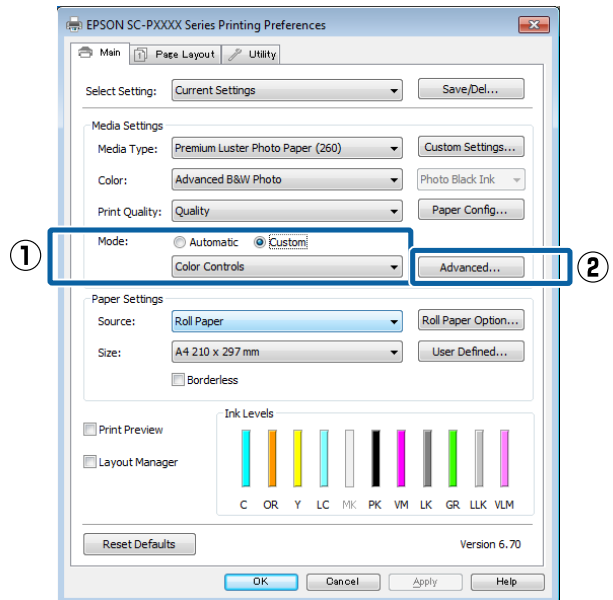 EPSON SC-PXXXX Series Printing Preferences
Main Page Layout Utility
Select Setting: Current Settings Save/Del...
Media Settings
Media Type: Premium Luster Photo Paper (260) Custom Settings...
Color: Advanced B&W Photo Photo Black Ink
Print Quality: Quality Paper Config...
① Mode: Automatic Custom
Color Controls Advanced... ②
Paper Settings
Source: Roll Paper Roll Paper Option...
Size: A4 210 x 297 mm User Defined...
Borderless
Ink Levels
Print Preview
Layout Manager
C OR Y LC MK PK VM LK GR LLK VLM
Reset Defaults Version 6.70
OK Cancel Apply Help